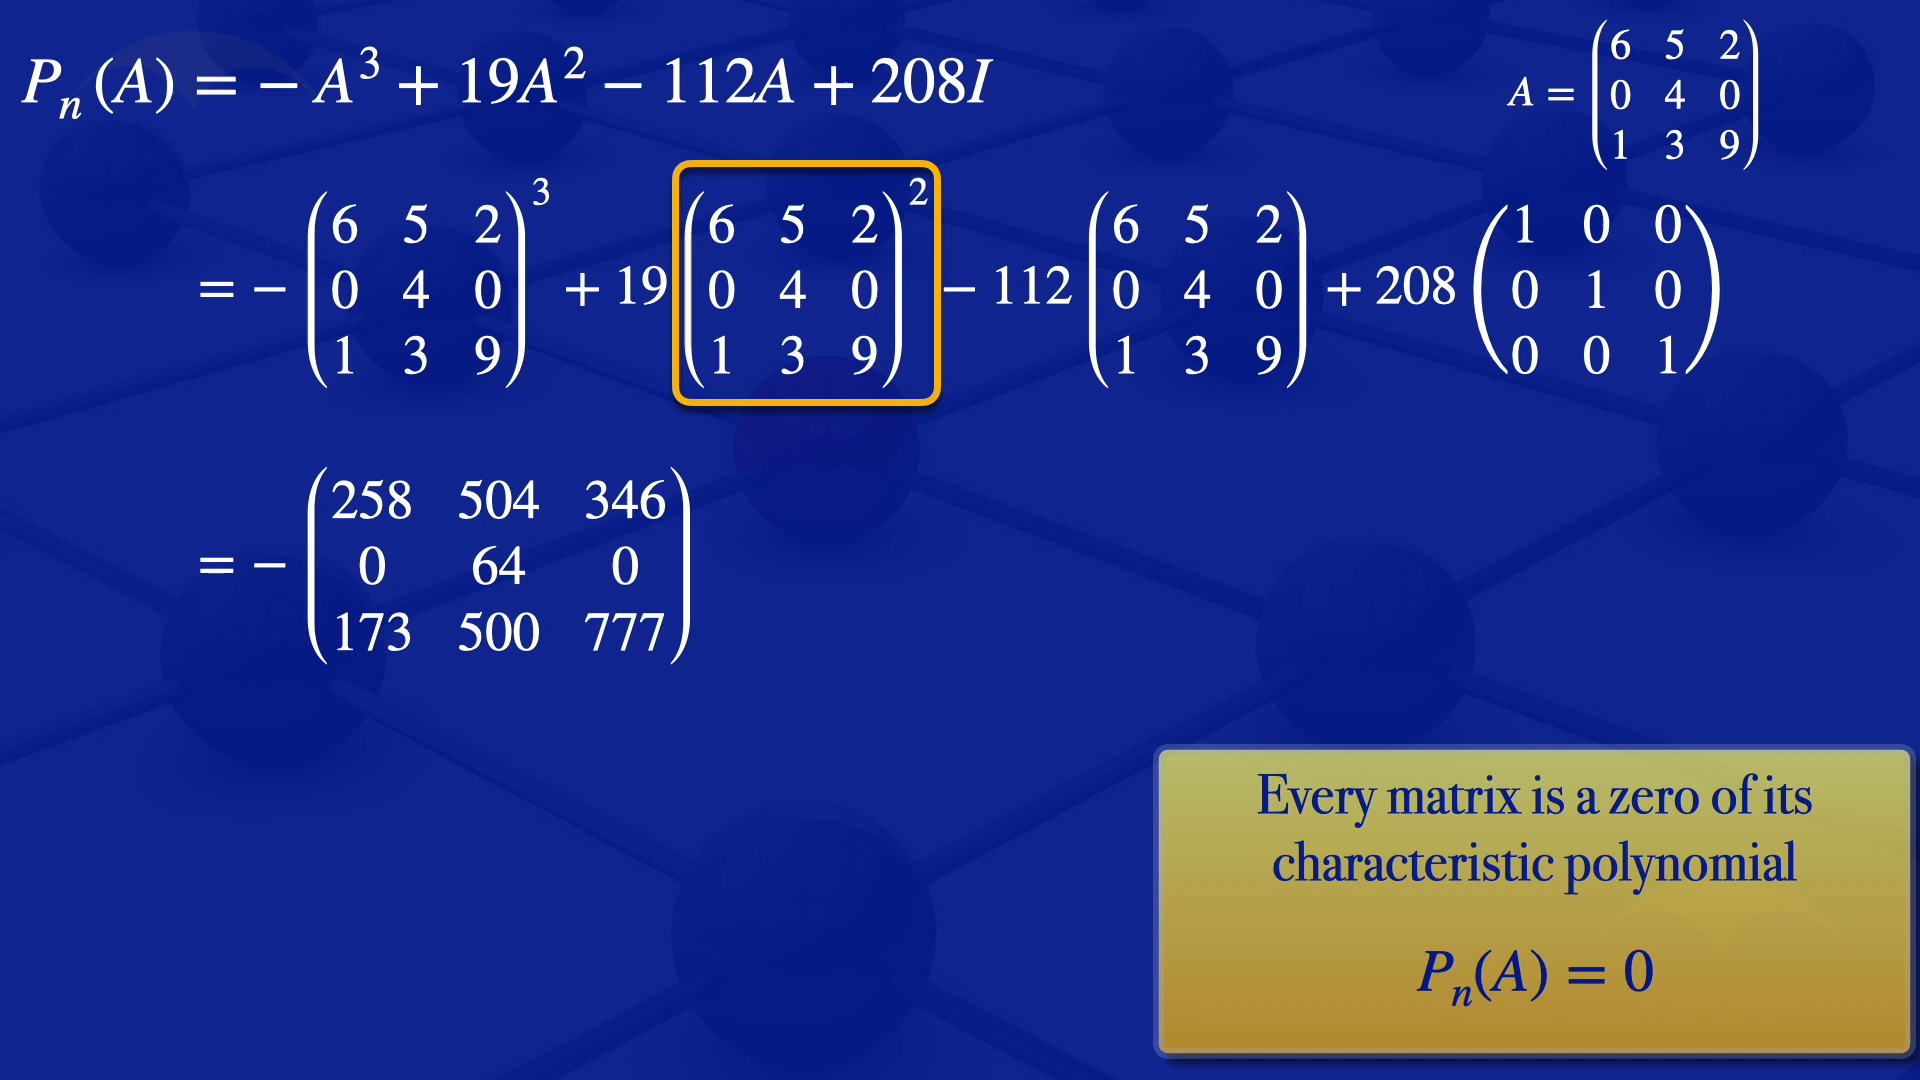 Pₙ(A) = −A³ + 19A² − 112A + 208I
A = (6 5 2
0 4 0
1 3 9)
= − (6 5 2
0 4 0
1 3 9)³ + 19 (6 5 2
0 4 0
1 3 9)² − 112 (6 5 2
0 4 0
1 3 9) + 208 (1 0 0
0 1 0
0 0 1)
= − (258 504 346
0 64 0
173 500 777)
Every matrix is a zero of its
characteristic polynomial
Pₙ(A) = 0